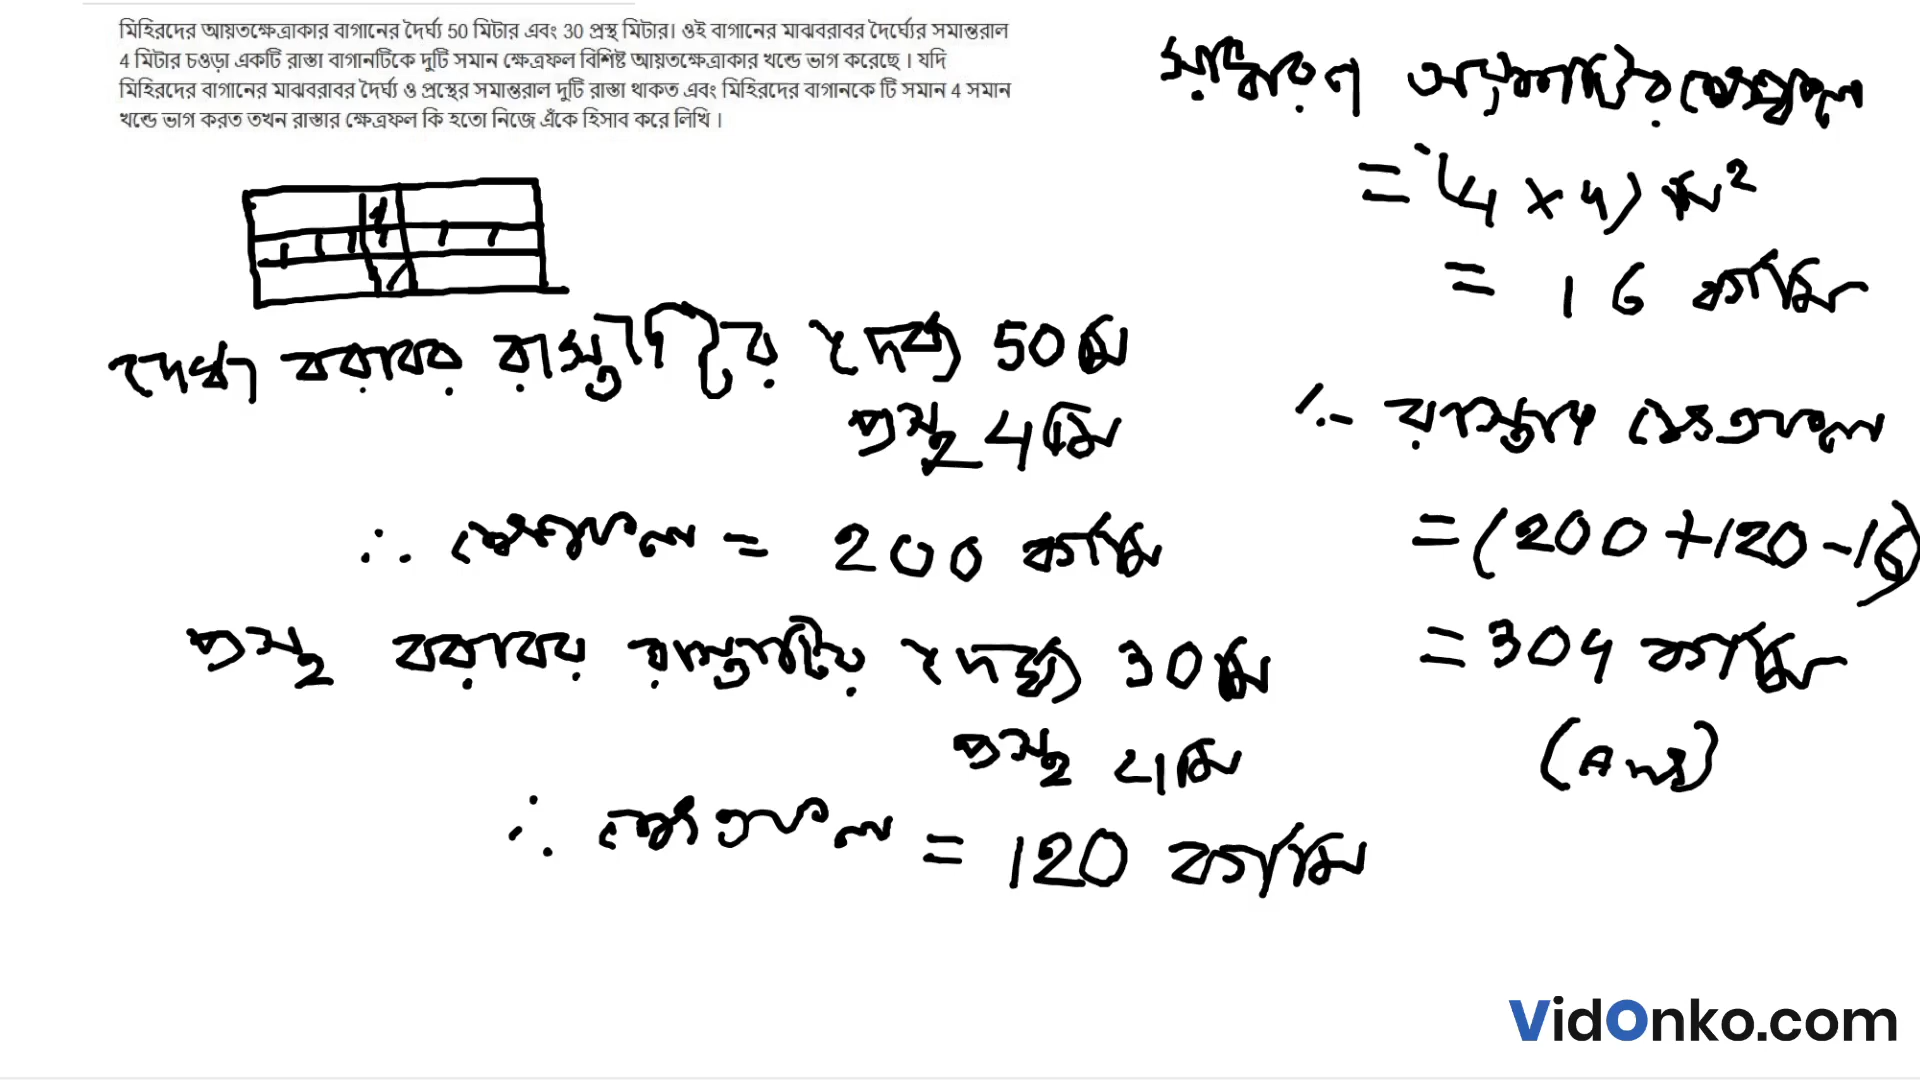 মিহিরদের আয়তক্ষেত্রাকার বাগানের দৈর্ঘ্য 50 মিটার এবং 30 প্রস্থ মিটার। ওই বাগানের মাঝবরাবর দৈর্ঘ্যের সমান্তরাল
4 মিটার চওড়া একটি রাস্তা বাগানটিকে দুটি সমান ক্ষেত্রফল বিশিষ্ট আয়তক্ষেত্রাকার খন্ডে ভাগ করেছে । যদি
মিহিরদের বাগানের মাঝবরাবর দৈর্ঘ্য ও প্রস্থের সমান্তরাল দুটি রাস্তা থাকত এবং মিহিরদের বাগানকে টি সমান 4 সমান
খন্ডে ভাগ করত তখন রাস্তার ক্ষেত্রফল কি হতো নিজে এঁকে হিসাব করে লিখি ।
দৈর্ঘ্য বরাবর রাস্তাটির দৈর্ঘ্য 50 মি
প্রস্থ 4 মি
∴ ক্ষেত্রফল = 200 বর্গমি
প্রস্থ বরাবর রাস্তাটির দৈর্ঘ্য 30 মি
প্রস্থ 4 মি
∴ ক্ষেত্রফল = 120 বর্গমি
সাধারণ অংশটির ক্ষেত্রফল
= (4 × 4) ম²
= 16 বর্গমি
∴ রাস্তার ক্ষেত্রফল
= (200 + 120 - 16)
= 304 বর্গমি
(Ans)
VidOnko.com